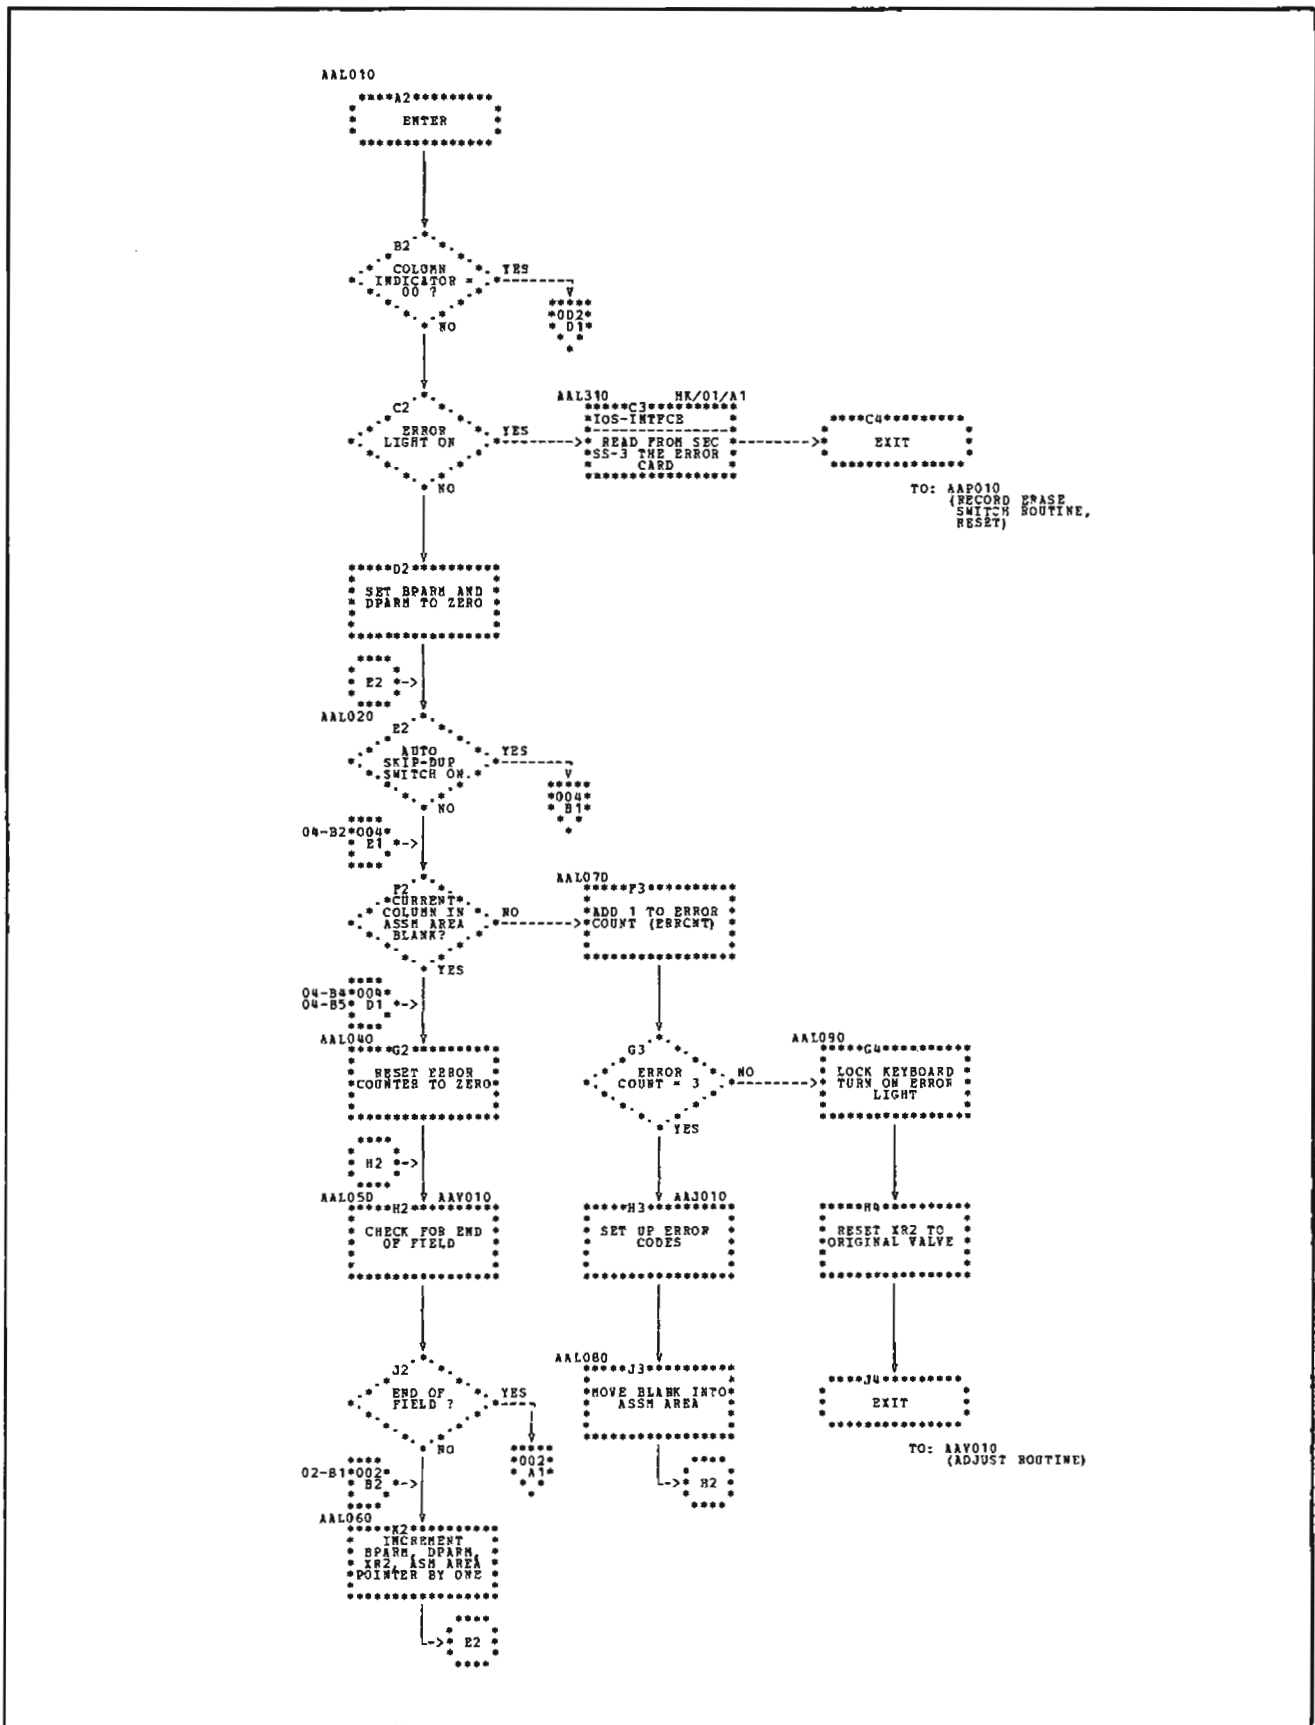 AAL010
****A2*********
ENTER
B2
COLUMN
INDICATOR =
00 ?
YES
NO
*002*
D1*
C2
ERROR
LIGHT ON
YES
NO
AAL310 HK/01/A1
*****C3**********
*IOS-INTFCE
READ FROM SEC
SS-3 THE ERROR
CARD
****C4*********
EXIT
TO: AAP010
(RECORD ERASE
SWITCH ROUTINE,
RESET)
*****D2**********
SET BPARM AND
DPARM TO ZERO
E2 *->
AAL020
E2
AUTO
SKIP-DUP
SWITCH ON.
YES
NO
*004*
B1*
04-B2*004*
E1 *->
F2
*CURRENT*
COLUMN IN
ASSM AREA
BLANK?
NO
YES
AAL070
*****F3**********
ADD 1 TO ERROR
COUNT (ERRCNT)
04-B4*004*
04-B5* D1 *->
AAL040
*****G2**********
RESET ERROR
COUNTER TO ZERO
G3
ERROR
COUNT = 3
NO
YES
AAL090
*****G4**********
LOCK KEYBOARD
TURN ON ERROR
LIGHT
H2 *->
AAL050 AAV010
*****H2**********
CHECK FOR END
OF FIELD
AAJ010
*****H3**********
SET UP ERROR
CODES
*****H4**********
RESET XR2 TO
ORIGINAL VALVE
J2
END OF
FIELD ?
YES
NO
*002*
A1*
AAL080
*****J3**********
MOVE BLANK INTO
ASSM AREA
H2
****J4*********
EXIT
TO: AAV010
(ADJUST ROUTINE)
02-B1*002*
B2 *->
AAL060
*****K2**********
INCREMENT
BPARM, DPARM,
XR2, ASM AREA
POINTER BY ONE
E2